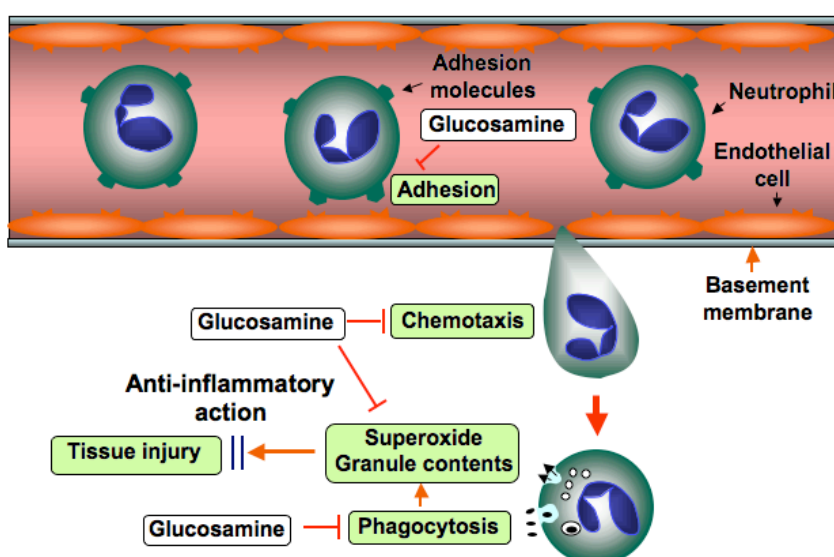 Adhesion
molecules
Neutrophil
Glucosamine
Endothelial
cell
Adhesion
Basement
membrane
Glucosamine
Chemotaxis
Anti-inflammatory
action
Tissue injury
Superoxide
Granule contents
Glucosamine
Phagocytosis